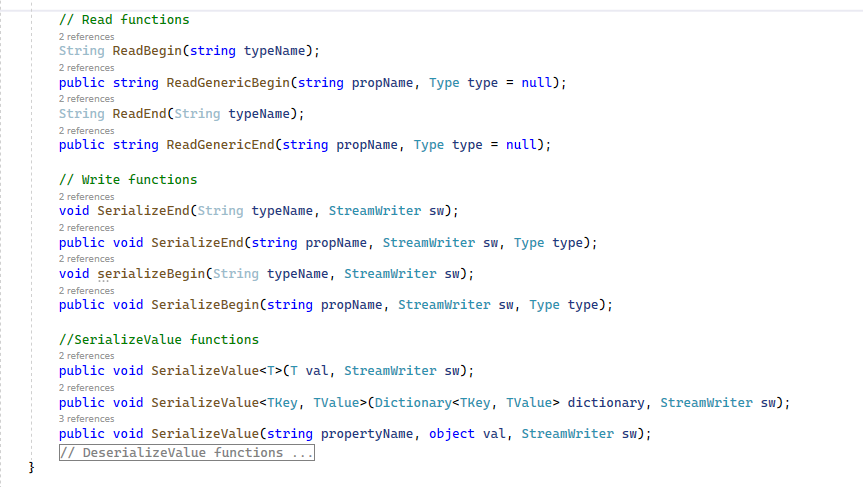 // Read functions
2 references
String ReadBegin(string typeName);
2 references
public string ReadGenericBegin(string propName, Type type = null);
2 references
String ReadEnd(String typeName);
2 references
public string ReadGenericEnd(string propName, Type type = null);
// Write functions
2 references
void SerializeEnd(String typeName, StreamWriter sw);
2 references
public void SerializeEnd(string propName, StreamWriter sw, Type type);
2 references
void serializeBegin(String typeName, StreamWriter sw);
2 references
public void SerializeBegin(string propName, StreamWriter sw, Type type);
//SerializeValue functions
2 references
public void SerializeValue<T>(T val, StreamWriter sw);
2 references
public void SerializeValue<TKey, TValue>(Dictionary<TKey, TValue> dictionary, StreamWriter sw);
3 references
public void SerializeValue(string propertyName, object val, StreamWriter sw);
// DeserializeValue functions ...
}